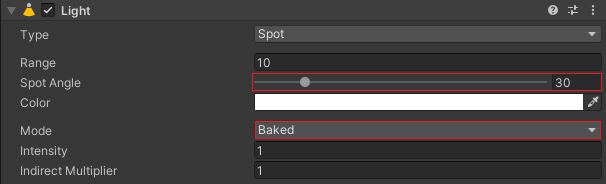 Light
Type Spot
Range 10
Spot Angle 30
Color
Mode Baked
Intensity 1
Indirect Multiplier 1